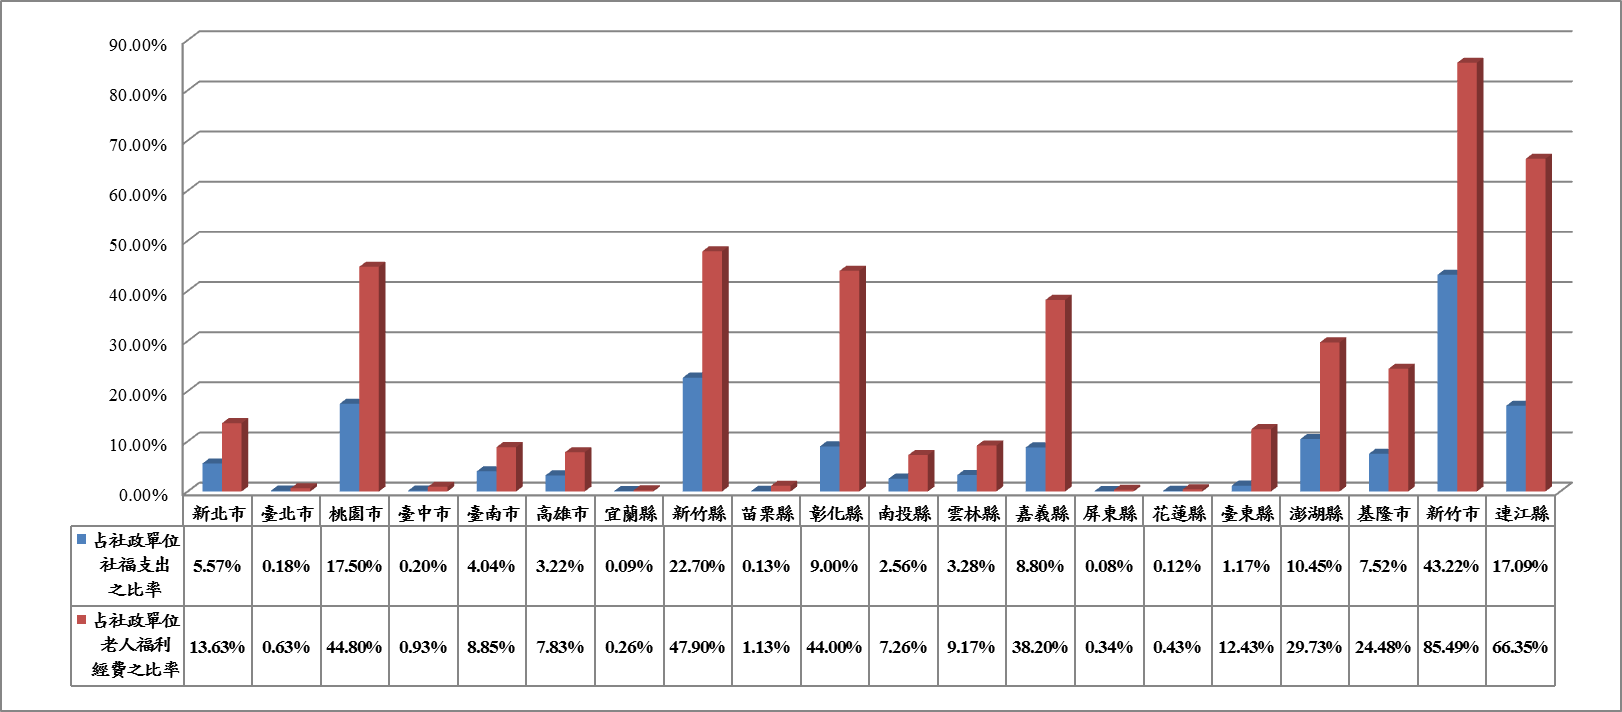 90.00%
80.00%
70.00%
60.00%
50.00%
40.00%
30.00%
20.00%
10.00%
0.00%
新北市 臺北市 桃園市 臺中市 臺南市 高雄市 宜蘭縣 新竹縣 苗栗縣 彰化縣 南投縣 雲林縣 嘉義縣 屏東縣 花蓮縣 臺東縣 澎湖縣 基隆市 新竹市 連江縣
占社政單位
社福支出
之比率
5.57% 0.18% 17.50% 0.20% 4.04% 3.22% 0.09% 22.70% 0.13% 9.00% 2.56% 3.28% 8.80% 0.08% 0.12% 1.17% 10.45% 7.52% 43.22% 17.09%
占社政單位
老人福利
經費之比率
13.63% 0.63% 44.80% 0.93% 8.85% 7.83% 0.26% 47.90% 1.13% 44.00% 7.26% 9.17% 38.20% 0.34% 0.43% 12.43% 29.73% 24.48% 85.49% 66.35%